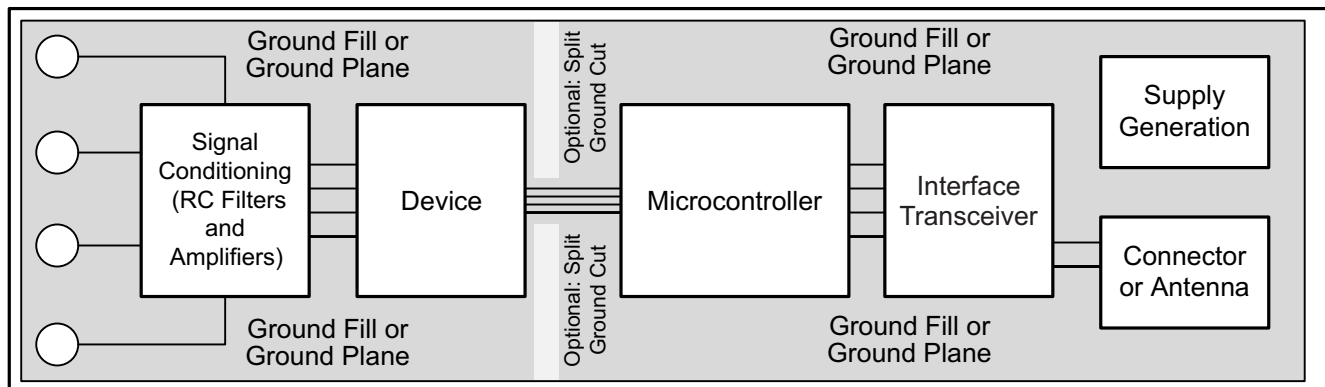 Ground Fill or
Ground Plane
Optional: Split
Ground Cut
Ground Fill or
Ground Plane
Supply
Generation
Signal
Conditioning
(RC Filters
and
Amplifiers)
Device
Microcontroller
Interface
Transceiver
Connector
or Antenna
Ground Fill or
Ground Plane
Optional: Split
Ground Cut
Ground Fill or
Ground Plane